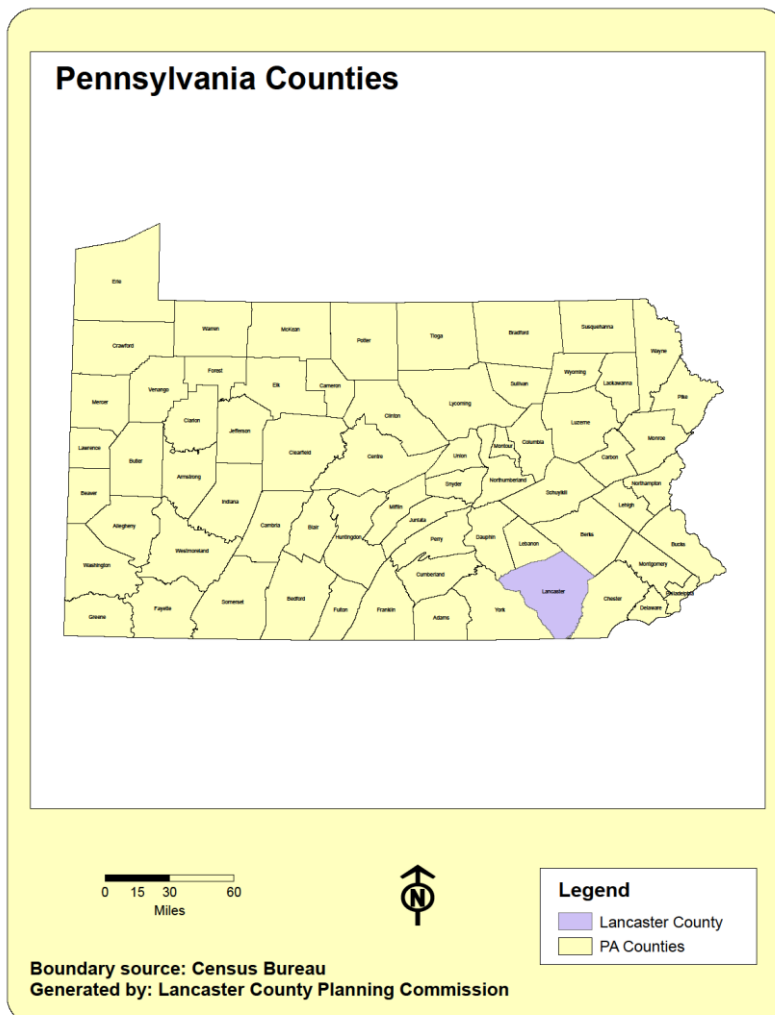 Pennsylvania Counties
Erie
Crawford
Warren
McKean
Potter
Tioga
Bradford
Susquehanna
Wayne
Wyoming
Lackawanna
Pike
Forest
Venango
Elk
Cameron
Sullivan
Mercer
Clarion
Jefferson
Clinton
Lycoming
Luzerne
Monroe
Lawrence
Butler
Clearfield
Centre
Union
Montour
Columbia
Carbon
Armstrong
Snyder
Northumberland
Northampton
Beaver
Indiana
Mifflin
Schuylkill
Lehigh
Allegheny
Cambria
Blair
Huntingdon
Juniata
Perry
Dauphin
Lebanon
Berks
Bucks
Westmoreland
Washington
Cumberland
Montgomery
Somerset
Bedford
Fulton
Franklin
Lancaster
Chester
Philadelphia
Greene
Fayette
Adams
York
Delaware
0 15 30 60
Miles
N
Legend
Lancaster County
PA Counties
Boundary source: Census Bureau
Generated by: Lancaster County Planning Commission